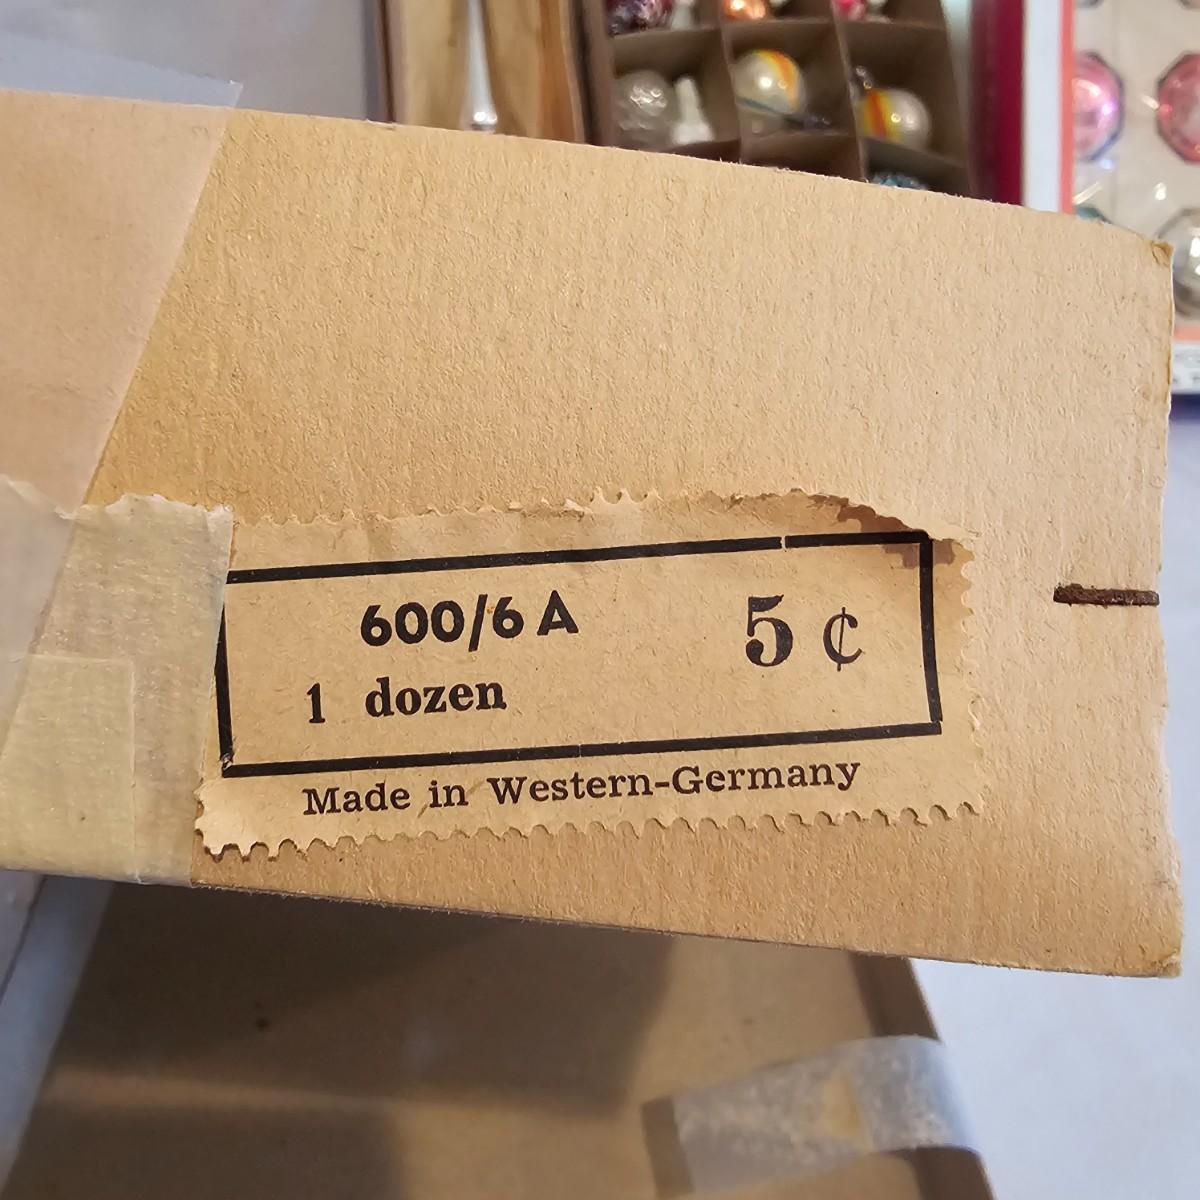 600/6 A 5 ¢
1 dozen
Made in Western-Germany